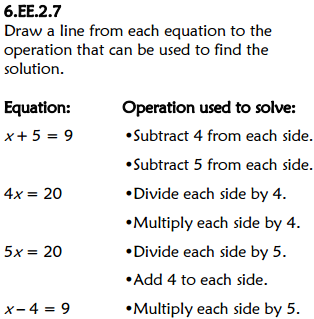 6.EE.2.7
Draw a line from each equation to the
operation that can be used to find the
solution.
Equation: Operation used to solve:
x + 5 = 9 •Subtract 4 from each side.
•Subtract 5 from each side.
4x = 20 •Divide each side by 4.
•Multiply each side by 4.
5x = 20 •Divide each side by 5.
•Add 4 to each side.
x – 4 = 9 •Multiply each side by 5.